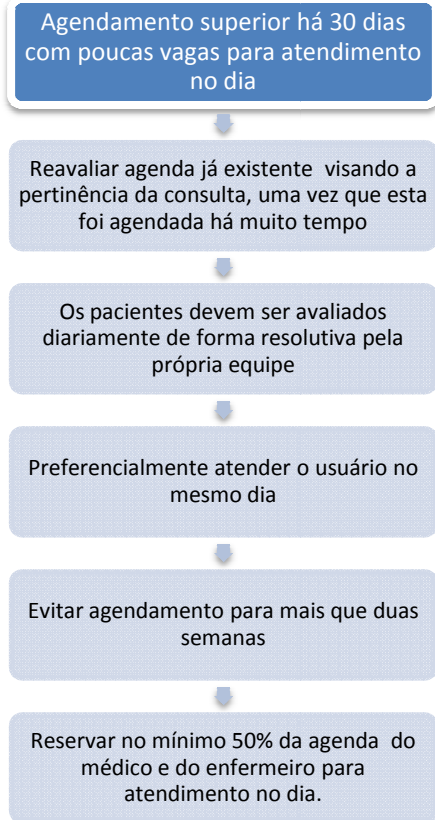 Agendamento superior há 30 dias
com poucas vagas para atendimento
no dia
Reavaliar agenda já existente visando a
pertinência da consulta, uma vez que esta
foi agendada há muito tempo
Os pacientes devem ser avaliados
diariamente de forma resolutiva pela
própria equipe
Preferencialmente atender o usuário no
mesmo dia
Evitar agendamento para mais que duas
semanas
Reservar no mínimo 50% da agenda do
médico e do enfermeiro para
atendimento no dia.